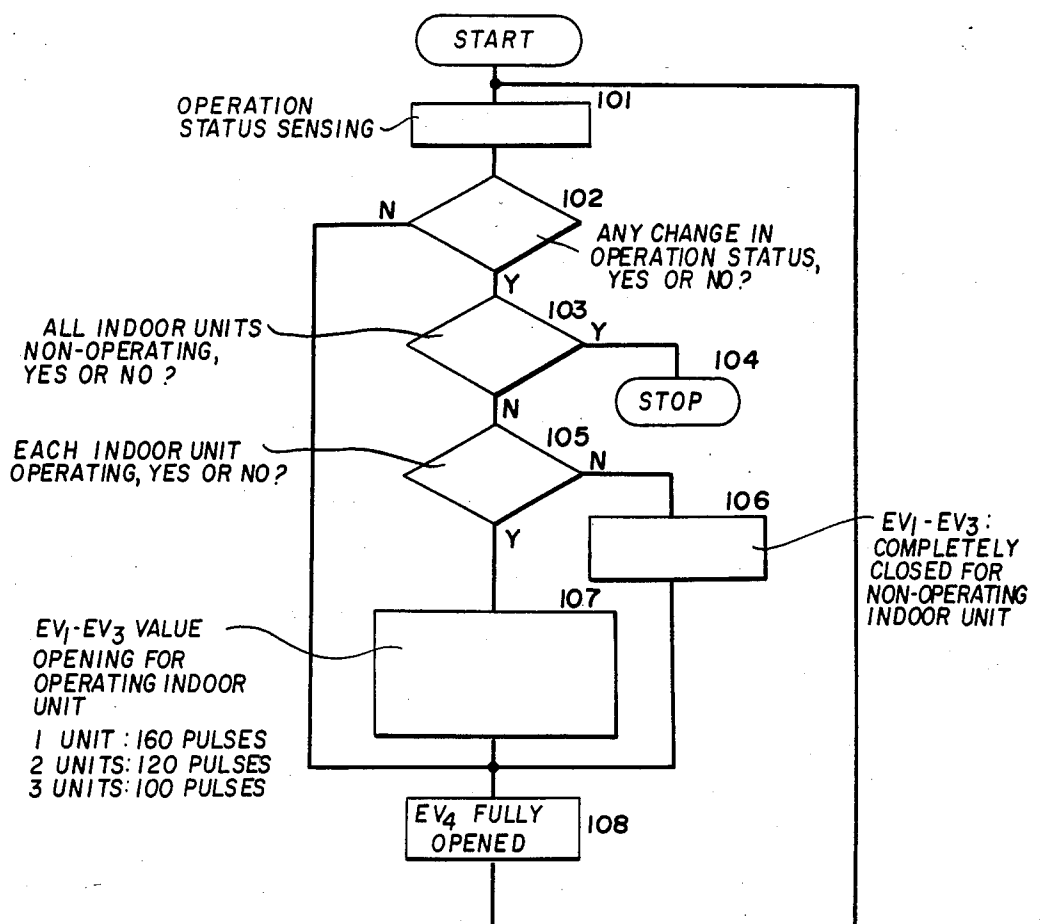 START
101
OPERATION
STATUS SENSING
102
N
ANY CHANGE IN
OPERATION STATUS,
YES OR NO?
Y
103
ALL INDOOR UNITS
NON-OPERATING,
YES OR NO ?
Y
104
STOP
N
105
EACH INDOOR UNIT
OPERATING, YES OR NO?
N
106
EV1-EV3:
COMPLETELY
CLOSED FOR
NON-OPERATING
INDOOR UNIT
Y
107
EV1-EV3 VALUE
OPENING FOR
OPERATING INDOOR
UNIT
1 UNIT : 160 PULSES
2 UNITS: 120 PULSES
3 UNITS: 100 PULSES
EV4 FULLY
OPENED
108